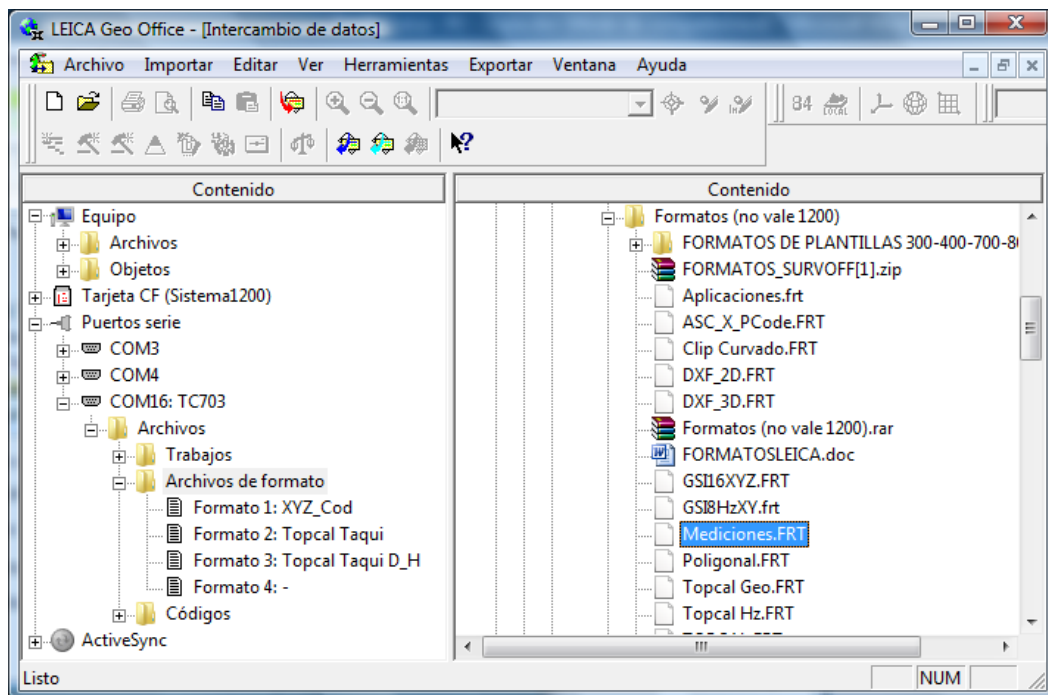 LEICA Geo Office - [Intercambio de datos]
Archivo Importar Editar Ver Herramientas Exportar Ventana Ayuda
84 LOCAL
Contenido
Equipo
Archivos
Objetos
Tarjeta CF (Sistema1200)
Puertos serie
COM3
COM4
COM16: TC703
Archivos
Trabajos
Archivos de formato
Formato 1: XYZ_Cod
Formato 2: Topcal Taqui
Formato 3: Topcal Taqui D_H
Formato 4: -
Códigos
ActiveSync
Contenido
Formatos (no vale 1200)
FORMATOS DE PLANTILLAS 300-400-700-8
FORMATOS_SURVOFF[1].zip
Aplicaciones.frt
ASC_X_PCode.FRT
Clip Curvado.FRT
DXF_2D.FRT
DXF_3D.FRT
Formatos (no vale 1200).rar
FORMATOSLEICA.doc
GSI16XYZ.FRT
GSI8HzXY.frt
Mediciones.FRT
Poligonal.FRT
Topcal Geo.FRT
Topcal Hz.FRT
Listo
NUM